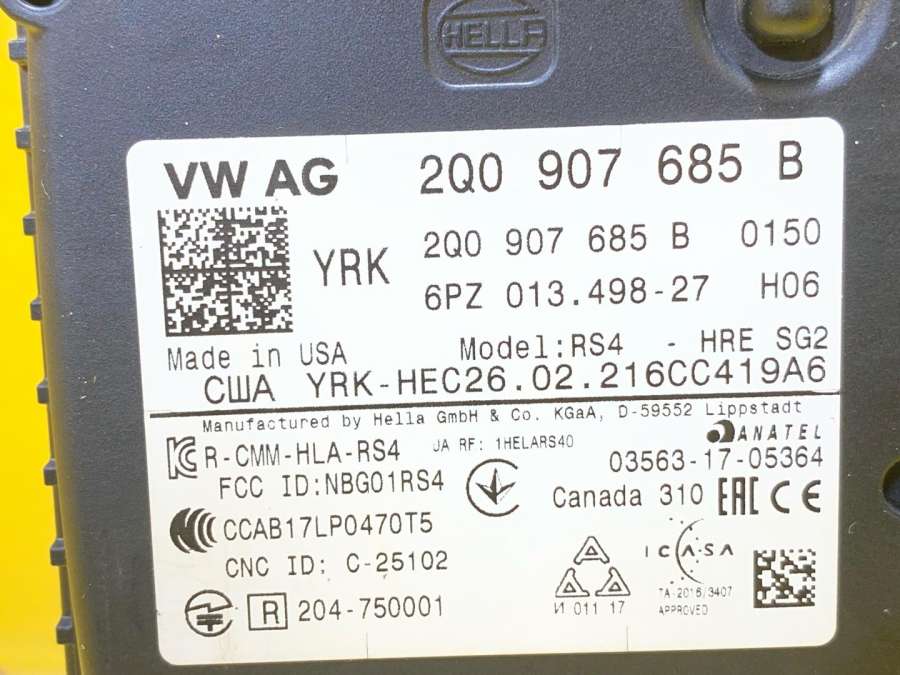 HELLA
VW AG 2Q0 907 685 B
YRK 2Q0 907 685 B 0150
6PZ 013.498-27 H06
Made in USA Model:RS4 - HRE SG2
США YRK-HEC26.02.216CC419A6
Manufactured by Hella GmbH & Co. KGaA, D-59552 Lippstadt
R-CMM-HLA-RS4 JA RF: 1HELARS40 ANATEL
03563-17-05364
FCC ID:NBG01RS4 Canada 310 EAC CE
CCAB17LP0470T5
CNC ID: C-25102 ICASA
R 204-750001 И 011 17 TA-2016/3407
APPROVED